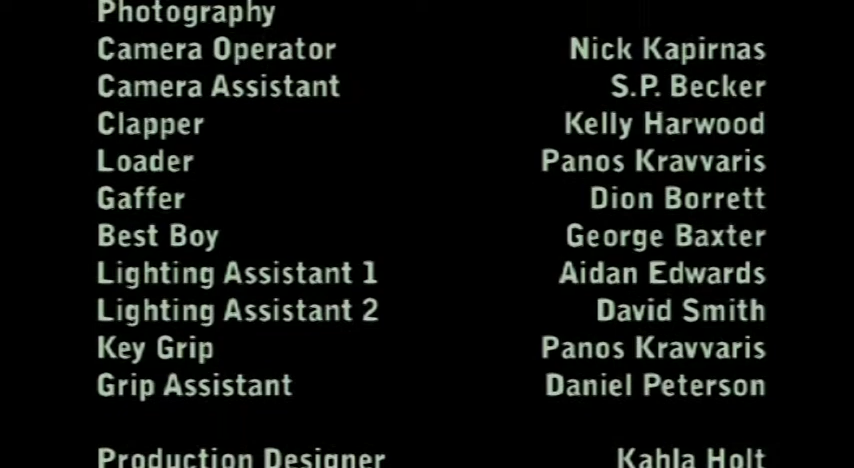 Photography
Camera Operator Nick Kapirnas
Camera Assistant S.P. Becker
Clapper Kelly Harwood
Loader Panos Kravvaris
Gaffer Dion Borrett
Best Boy George Baxter
Lighting Assistant 1 Aidan Edwards
Lighting Assistant 2 David Smith
Key Grip Panos Kravvaris
Grip Assistant Daniel Peterson
Production Designer Kahla Holt